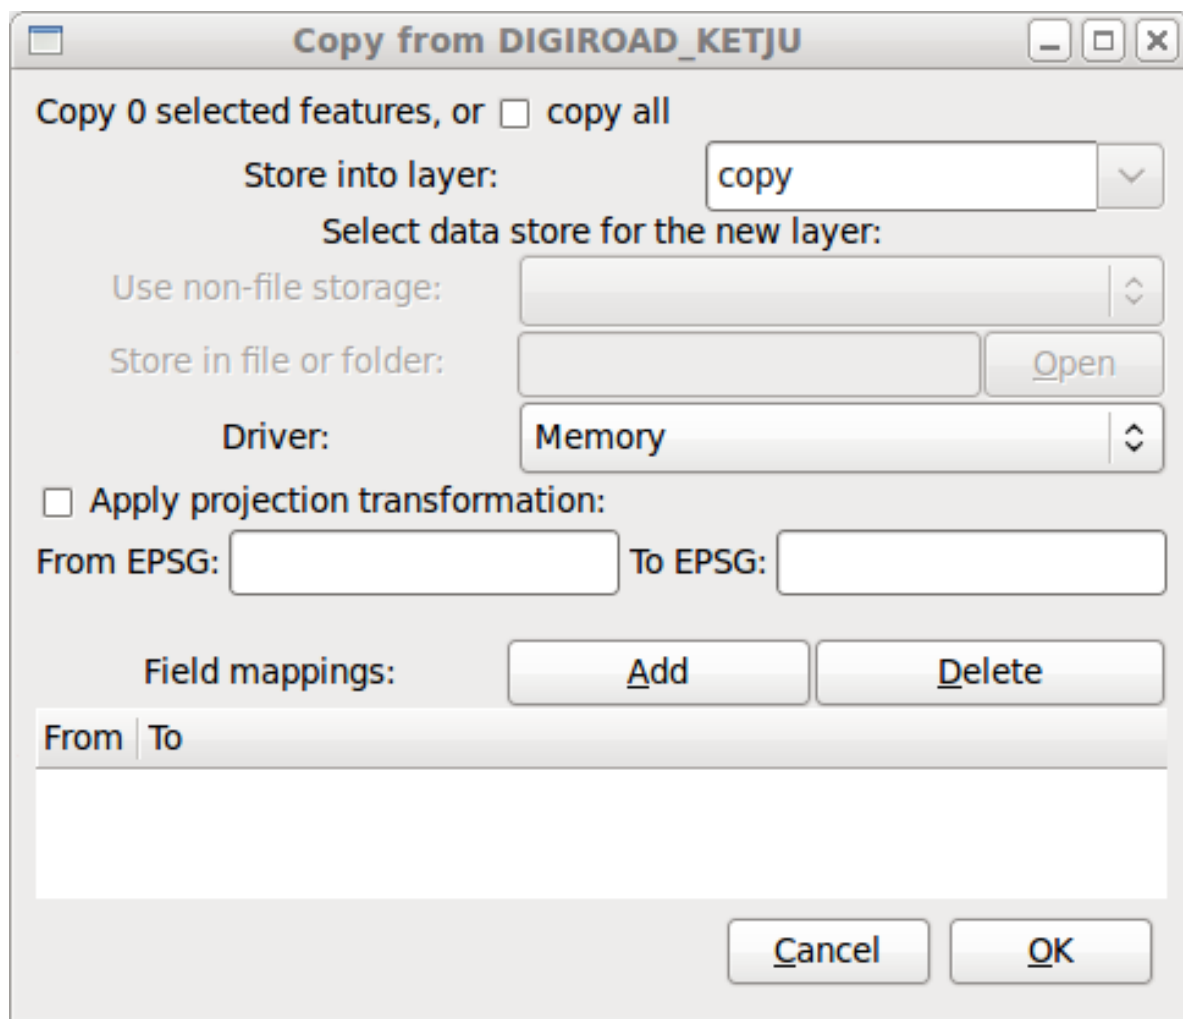 Copy from DIGIROAD_KETJU
Copy 0 selected features, or copy all
Store into layer: copy
Select data store for the new layer:
Use non-file storage:
Store in file or folder: Open
Driver: Memory
Apply projection transformation:
From EPSG: To EPSG:
Field mappings: Add Delete
From To
Cancel OK